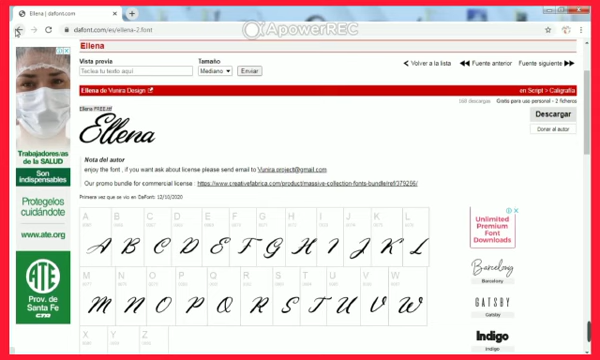 Ellena | dafont.com
dafont.com/es/ellena-2.font
ApowerREC
Ellena
Vista previa
Tamaño
Teclea tu texto aquí
Mediano
Enviar
Volver a la lista
Fuente anterior
Fuente siguiente
Ellena de Vunira Design
en Script > Caligrafía
descargas
Gratis para uso personal - 2 ficheros
Ellena FREE.ttf
Descargar
Donar al autor
Ellena
Nota del autor
enjoy the font , if you want ask about license please send email to Vunira.project@gmail.com
Our promo bundle for commercial license : https://www.creativefabrica.com/product/massive-collection-fonts-bundle/ref/379296/
Primera vez que se vio en DaFont: 12/10/2020
Trabajadores/as
de la SALUD
Son
indispensables
Protegelos
cuidándote
www.ate.org
ATE
Prov. de
Santa Fe
A B C D E F G H I J K L
A B C D E F G H I J K L
M N O P Q R S T U V W
M N O P Q R S T U V W
X Y Z
Unlimited
Premium
Font
Downloads
Barcelony
Barcelony
GATSBY
Gatsby
Indigo
Indigo